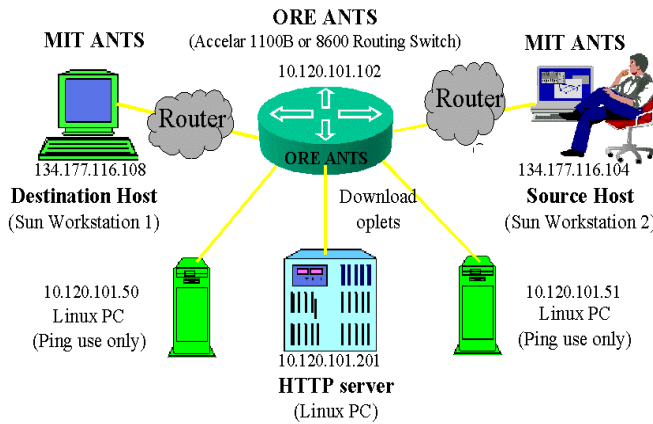 ORE ANTS
MIT ANTS
(Accelar 1100B or 8600 Routing Switch)
MIT ANTS
10.120.101.102
Router
Router
ORE ANTS
134.177.116.108
134.177.116.104
Destination Host
(Sun Workstation 1)
Download
oplets
Source Host
(Sun Workstation 2)
10.120.101.50
Linux PC
(Ping use only)
10.120.101.51
Linux PC
(Ping use only)
10.120.101.201
HTTP server
(Linux PC)